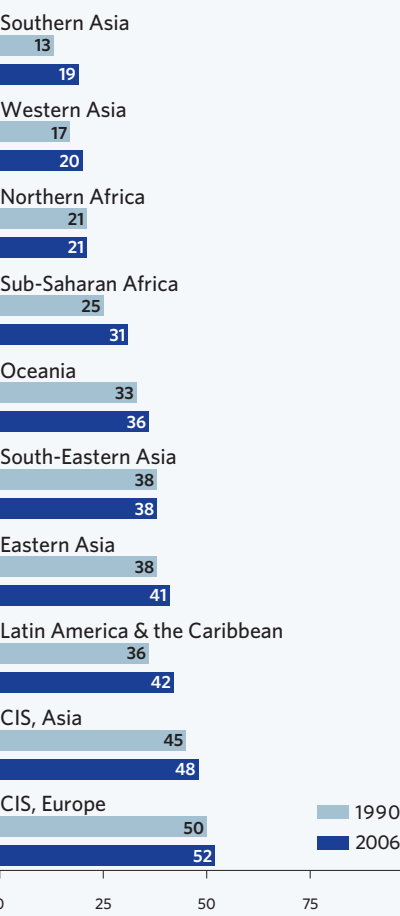 Southern Asia
13
19
Western Asia
17
20
Northern Africa
21
21
Sub-Saharan Africa
25
31
Oceania
33
36
South-Eastern Asia
38
38
Eastern Asia
38
41
Latin America & the Caribbean
36
42
CIS, Asia
45
48
CIS, Europe
50
52
1990
2006
0 25 50 75